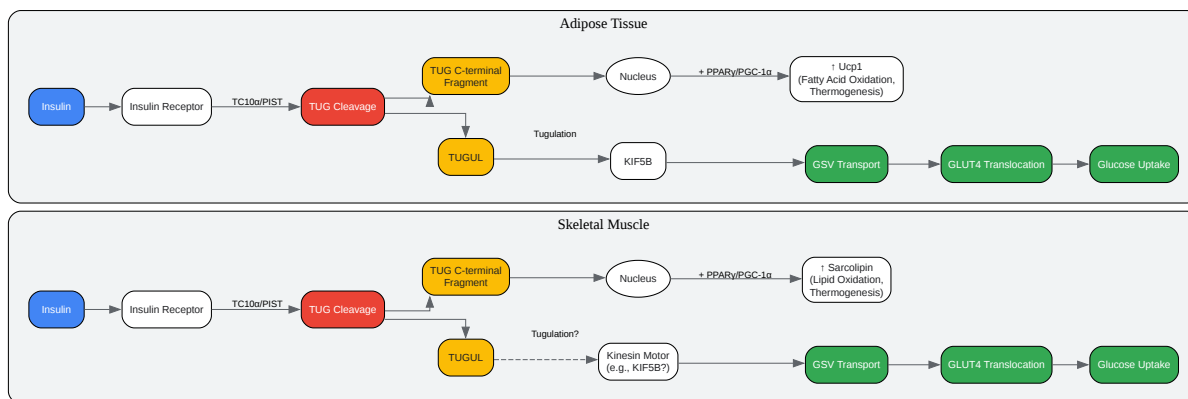 Adipose Tissue
Insulin
Insulin Receptor
TC10α/PIST
TUG Cleavage
TUG C-terminal
Fragment
Nucleus
+ PPARγ/PGC-1α
↑ Ucp1
(Fatty Acid Oxidation,
Thermogenesis)
TUGUL
Tugulation
KIF5B
GSV Transport
GLUT4 Translocation
Glucose Uptake
Skeletal Muscle
Insulin
Insulin Receptor
TC10α/PIST
TUG Cleavage
TUG C-terminal
Fragment
Nucleus
+ PPARγ/PGC-1α
↑ Sarcolipin
(Lipid Oxidation,
Thermogenesis)
TUGUL
Tugulation?
Kinesin Motor
(e.g., KIF5B?)
GSV Transport
GLUT4 Translocation
Glucose Uptake